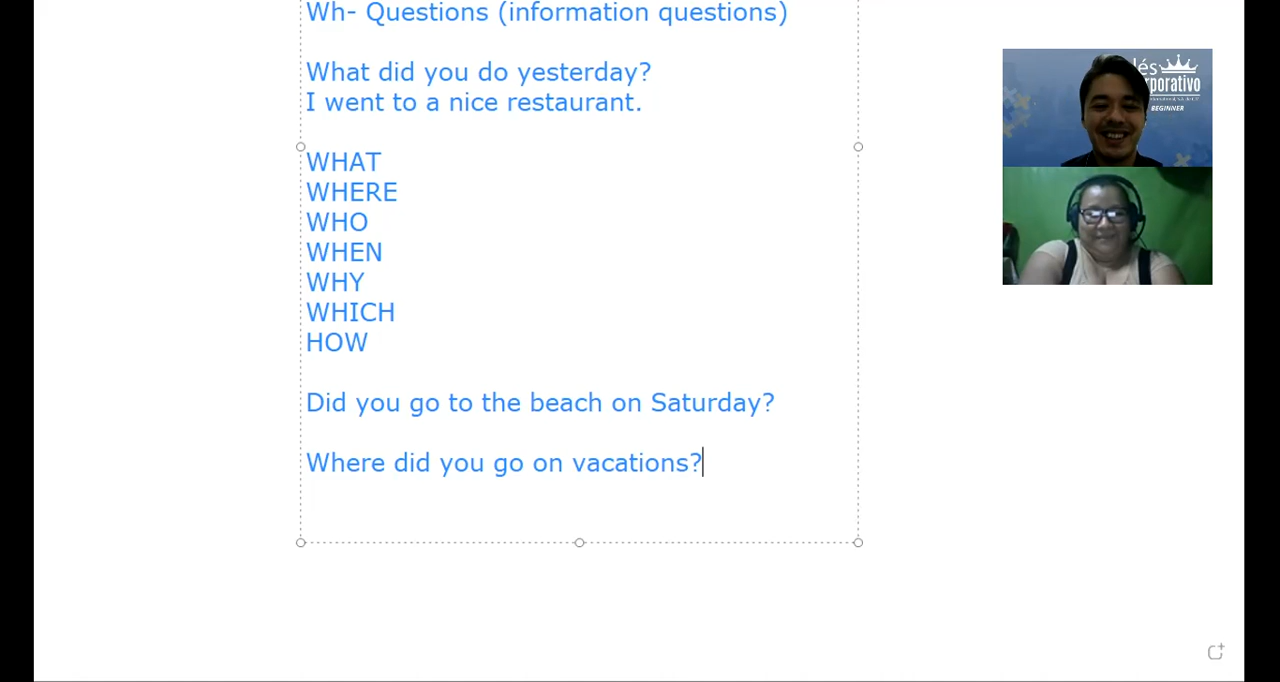 Wh- Questions (information questions)
What did you do yesterday?
I went to a nice restaurant.
WHAT
WHERE
WHO
WHEN
WHY
WHICH
HOW
Did you go to the beach on Saturday?
Where did you go on vacations?
BEGINNER